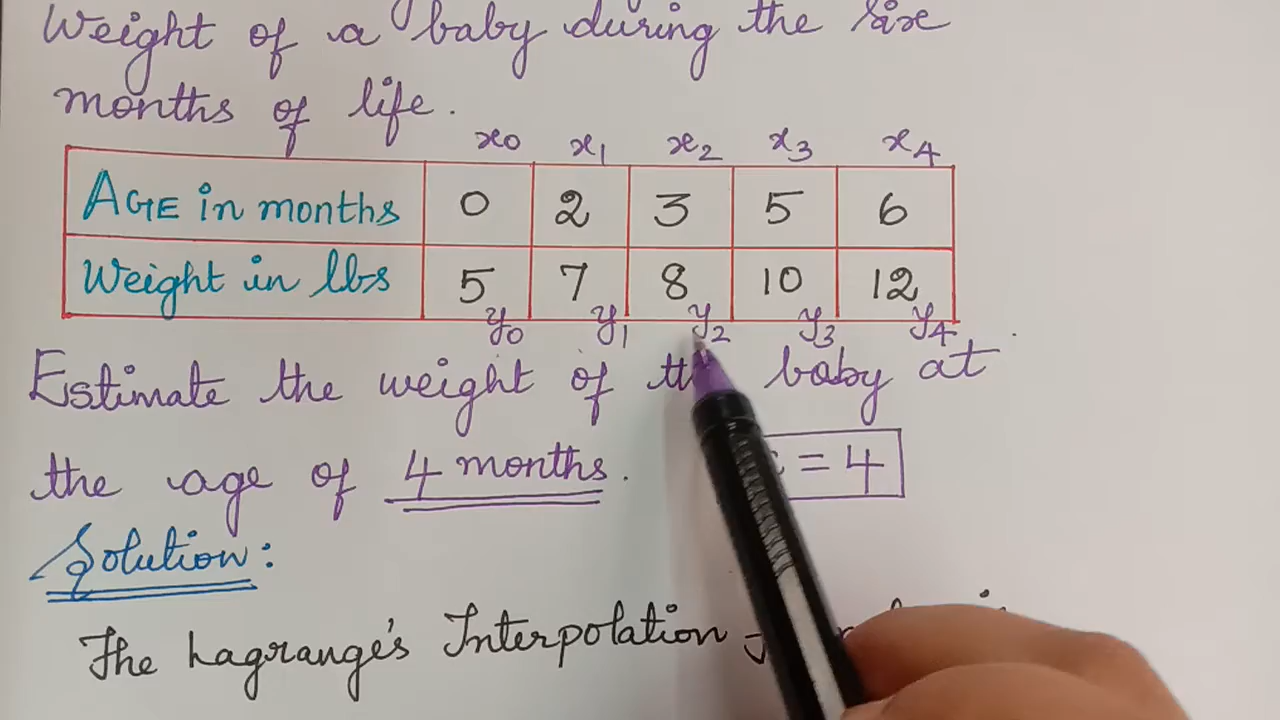 Weight of a baby during the six
months of life.
x0 x1 x2 x3 x4
AGE in months 0 2 3 5 6
Weight in lbs 5 7 8 10 12
y0 y1 y2 y3 y4
Estimate the weight of baby at
the age of 4 months. = 4
Solution:
The Lagrange's Interpolation